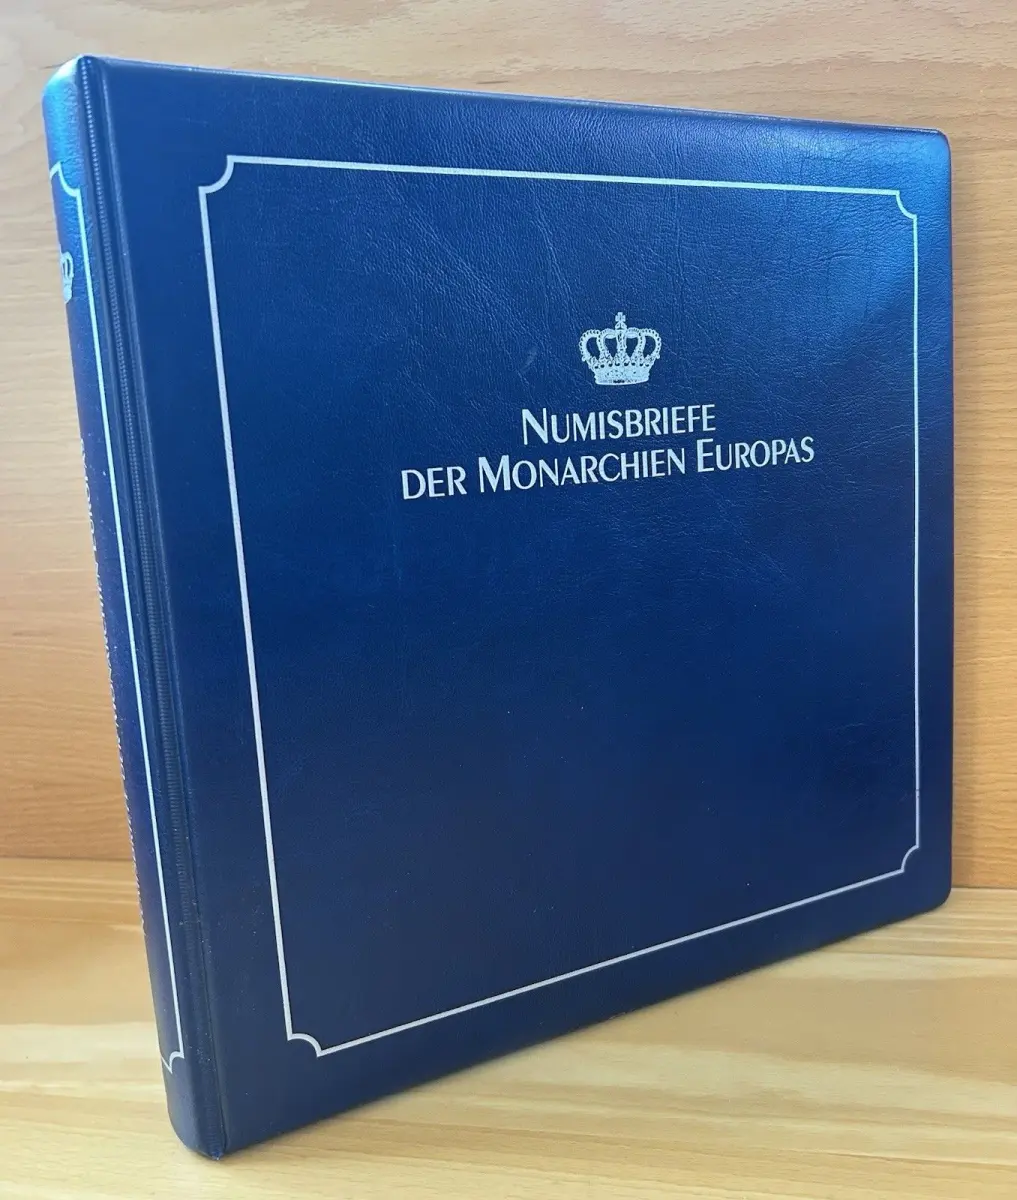 NUMISBRIEFE
DER MONARCHIEN EUROPAS